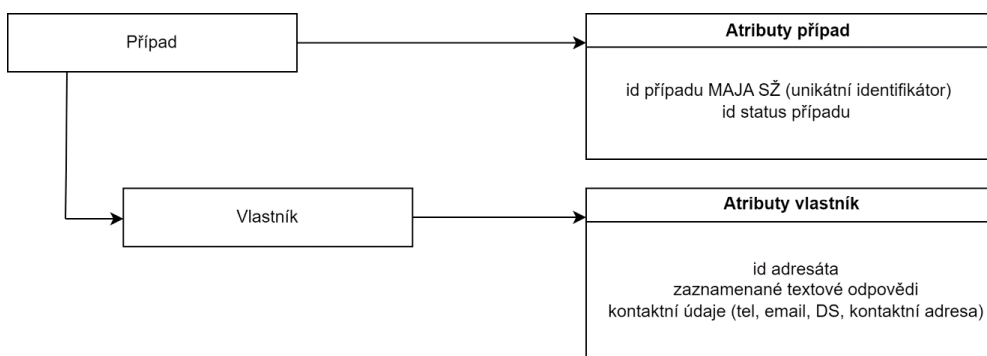 Případ
Atributy případ
id případu MAJA SŽ (unikátní identifikátor)
id status případu
Vlastník
Atributy vlastník
id adresáta
zaznamenané textové odpovědi
kontaktní údaje (tel, email, DS, kontaktní adresa)